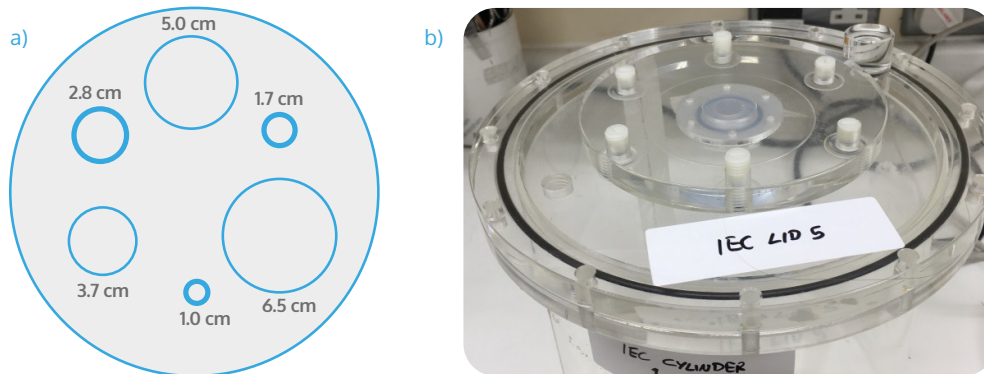 a)
5.0 cm
2.8 cm
1.7 cm
3.7 cm
1.0 cm
6.5 cm
b)
IEC LID 5
IEC CYLINDER